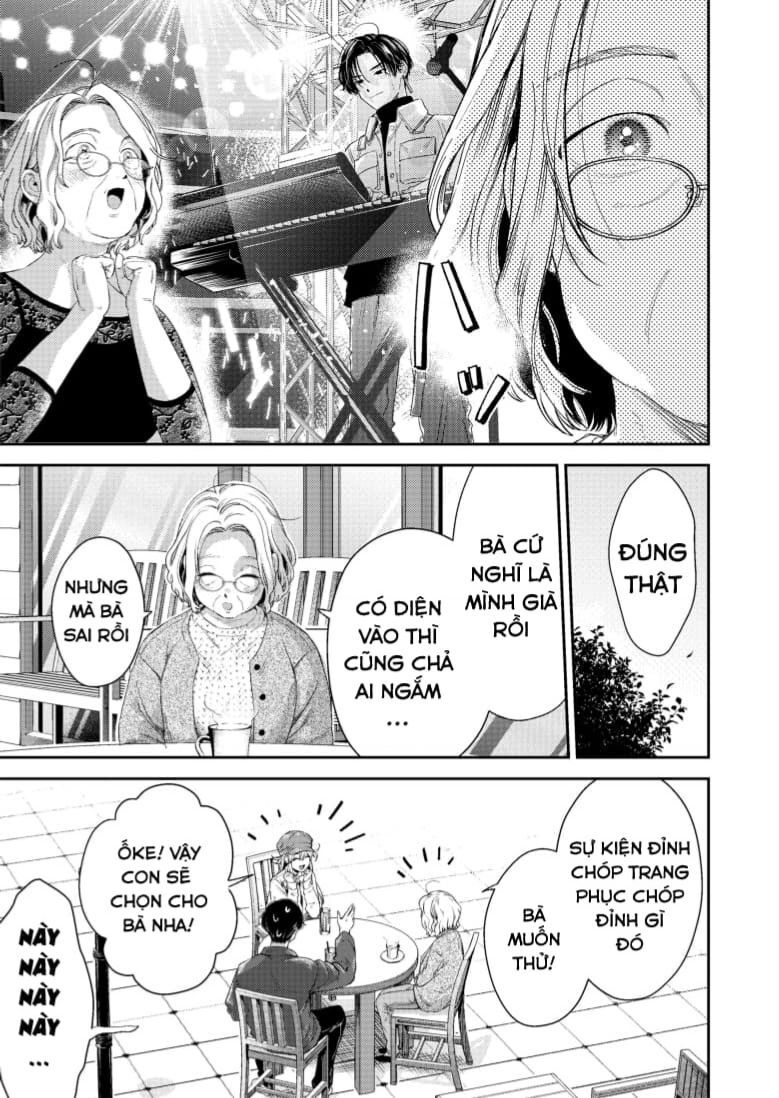 ĐÚNG
THẬT
BÀ CỨ
NGHĨ LÀ
MÌNH GIÀ
RỒI
CÓ DIỆN
VÀO THÌ
CŨNG CHẢ
AI NGẮM
...
NHƯNG
MÀ BÀ
SAI RỒI
SỰ KIỆN ĐỈNH
CHÓP TRANG
PHỤC CHÓP
ĐỈNH GÌ
ĐÓ
BÀ
MUỐN
THỬ!
ỐKE! VẬY
CON SẼ
CHỌN CHO
BÀ NHA!
NÀY
NÀY
NÀY
NÀY
...